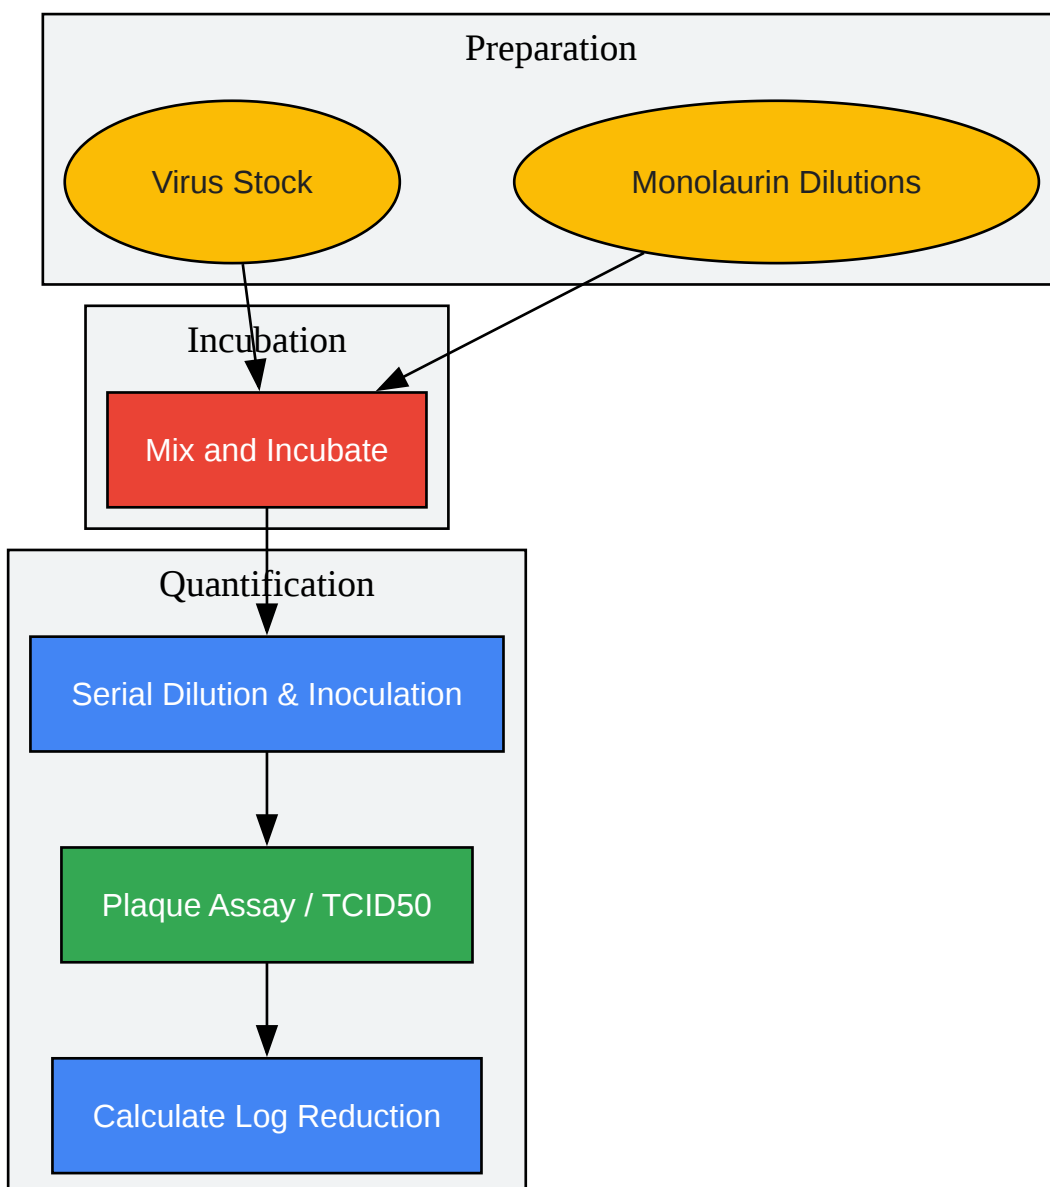 Preparation
Virus Stock
Monolaurin Dilutions
Incubation
Mix and Incubate
Quantification
Serial Dilution & Inoculation
Plaque Assay / TCID50
Calculate Log Reduction